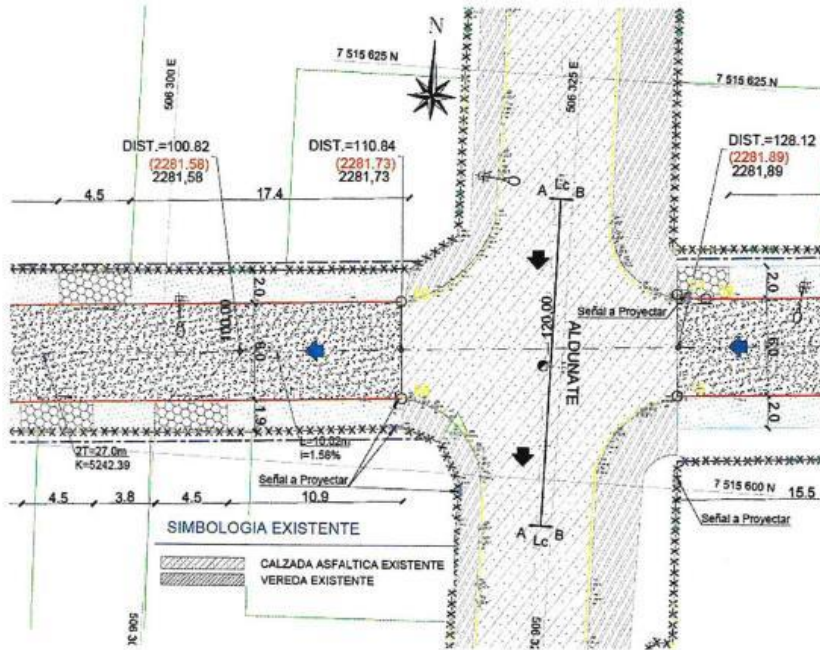 N
7 515 625 N
506 300 E
506 325 E
7 515 625 N
DIST.=100.82
(2281.58)
2281,58
DIST.=110.84
(2281.73)
2281,73
DIST.=128.12
(2281.89)
2281,89
4.5
17.4
A Lc B
2.0
100.00
6.0
1.9
120.00
ALDUNATE
Señal a Proyectar
2.0
6.0
2.0
2T=27.0m
K=5242.39
L=10.02m
i=1.58%
Señal a Proyectar
4.5
3.8
4.5
10.9
7 515 600 N
15.5
Señal a Proyectar
A Lc B
SIMBOLOGIA EXISTENTE
CALZADA ASFALTICA EXISTENTE
VEREDA EXISTENTE